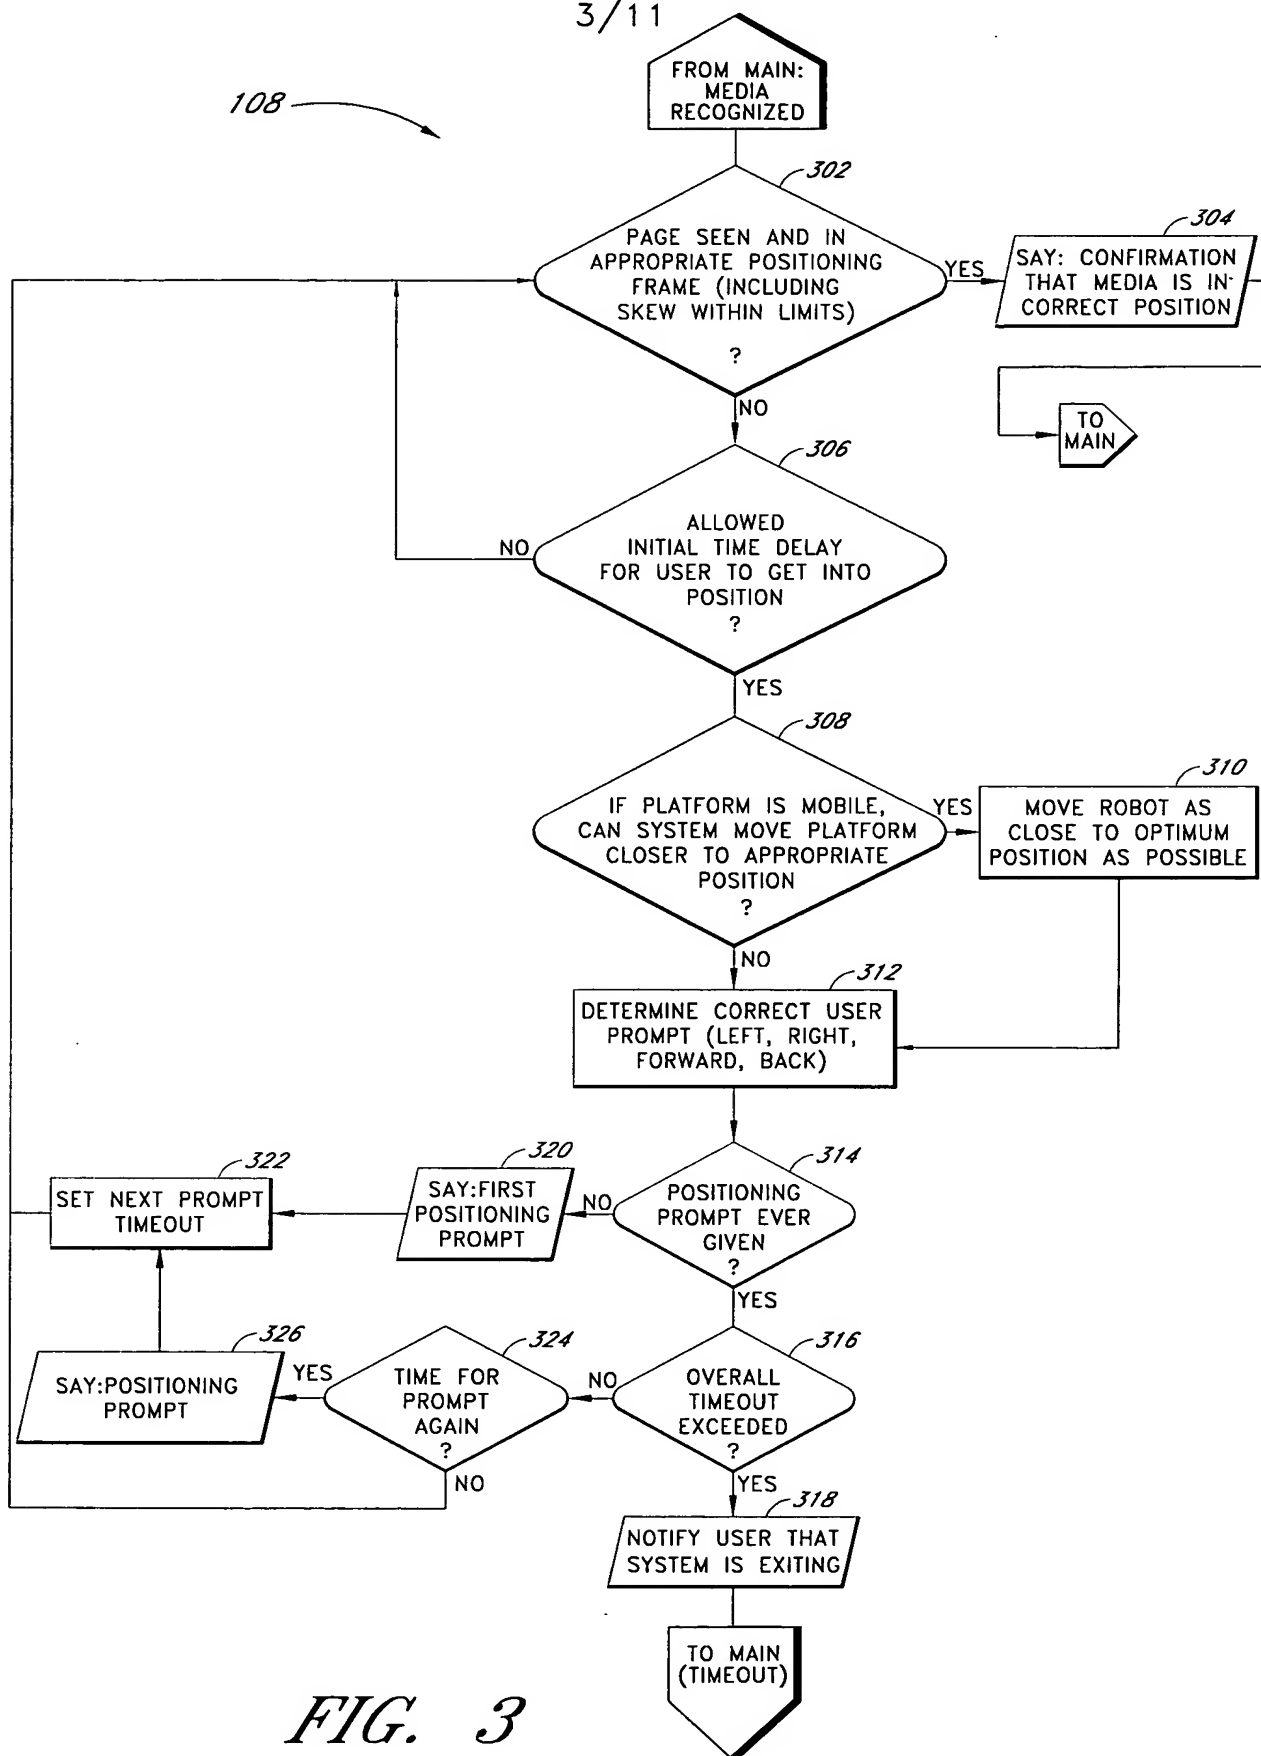 3/11
FROM MAIN:
MEDIA
RECOGNIZED
108
302
PAGE SEEN AND IN
APPROPRIATE POSITIONING
FRAME (INCLUDING
SKEW WITHIN LIMITS)
?
YES
304
SAY: CONFIRMATION
THAT MEDIA IS IN-
CORRECT POSITION
TO
MAIN
NO
306
ALLOWED
INITIAL TIME DELAY
FOR USER TO GET INTO
POSITION
?
NO
YES
308
IF PLATFORM IS MOBILE,
CAN SYSTEM MOVE PLATFORM
CLOSER TO APPROPRIATE
POSITION
?
YES
310
MOVE ROBOT AS
CLOSE TO OPTIMUM
POSITION AS POSSIBLE
NO
312
DETERMINE CORRECT USER
PROMPT (LEFT, RIGHT,
FORWARD, BACK)
314
POSITIONING
PROMPT EVER
GIVEN
?
NO
320
SAY:FIRST
POSITIONING
PROMPT
322
SET NEXT PROMPT
TIMEOUT
YES
316
OVERALL
TIMEOUT
EXCEEDED
?
NO
324
TIME FOR
PROMPT
AGAIN
?
YES
326
SAY:POSITIONING
PROMPT
NO
YES
318
NOTIFY USER THAT
SYSTEM IS EXITING
TO MAIN
(TIMEOUT)
FIG. 3